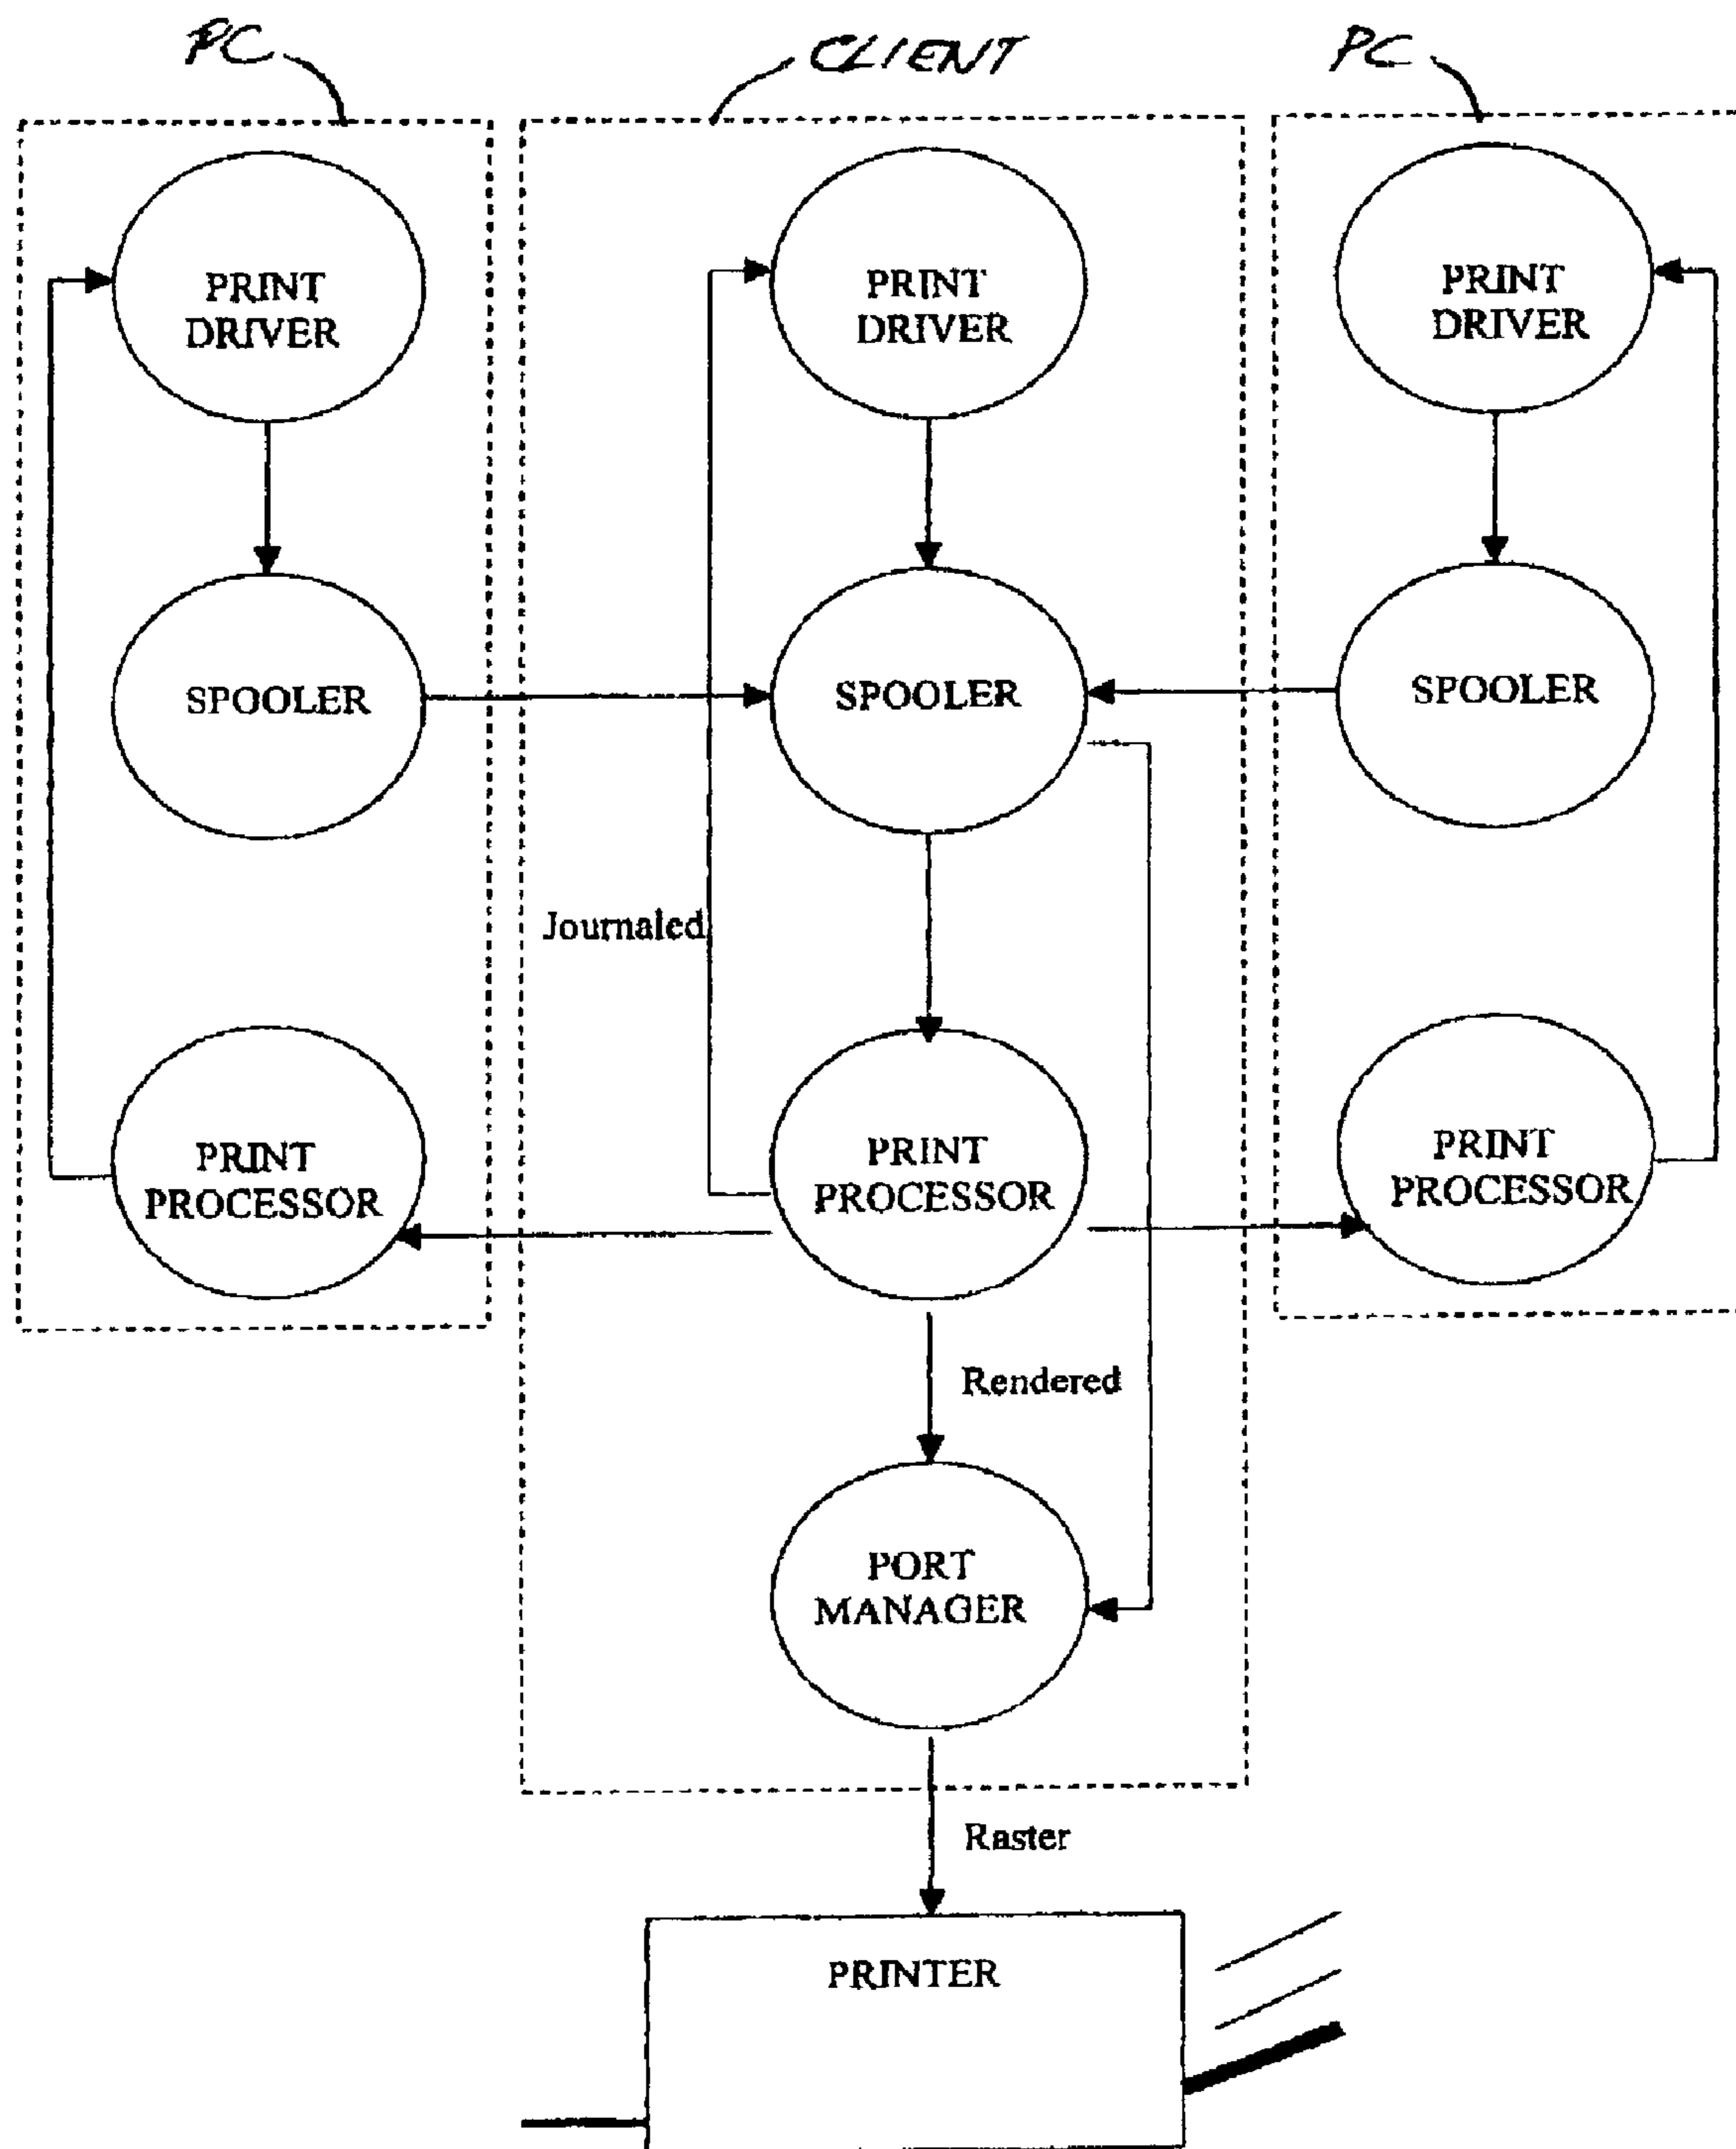 PC
CLIENT
PC
PRINT
DRIVER
PRINT
DRIVER
PRINT
DRIVER
SPOOLER
SPOOLER
SPOOLER
Journaled
PRINT
PROCESSOR
PRINT
PROCESSOR
PRINT
PROCESSOR
Rendered
PORT
MANAGER
Raster
PRINTER